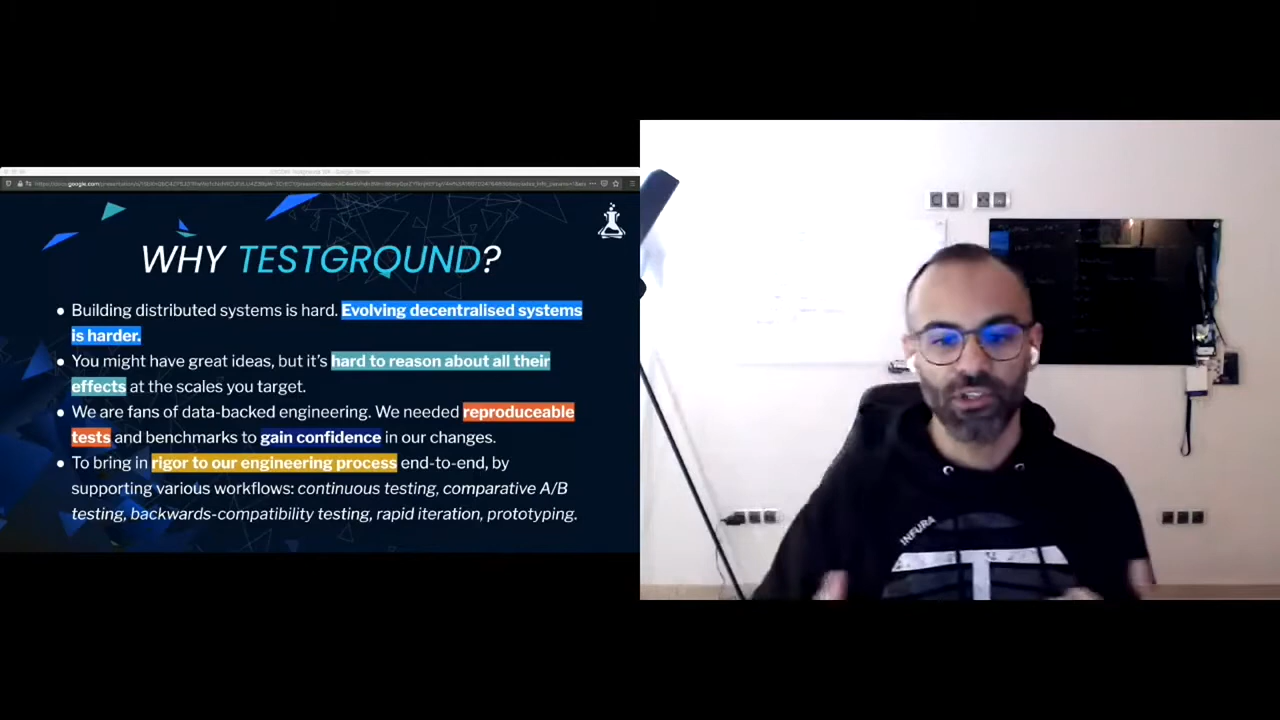 WHY TESTGROUND?
• Building distributed systems is hard. Evolving decentralised systems
is harder.
• You might have great ideas, but it's hard to reason about all their
effects at the scales you target.
• We are fans of data-backed engineering. We needed reproduceable
tests and benchmarks to gain confidence in our changes.
• To bring in rigor to our engineering process end-to-end, by
supporting various workflows: continuous testing, comparative A/B
testing, backwards-compatibility testing, rapid iteration, prototyping.
INFURA